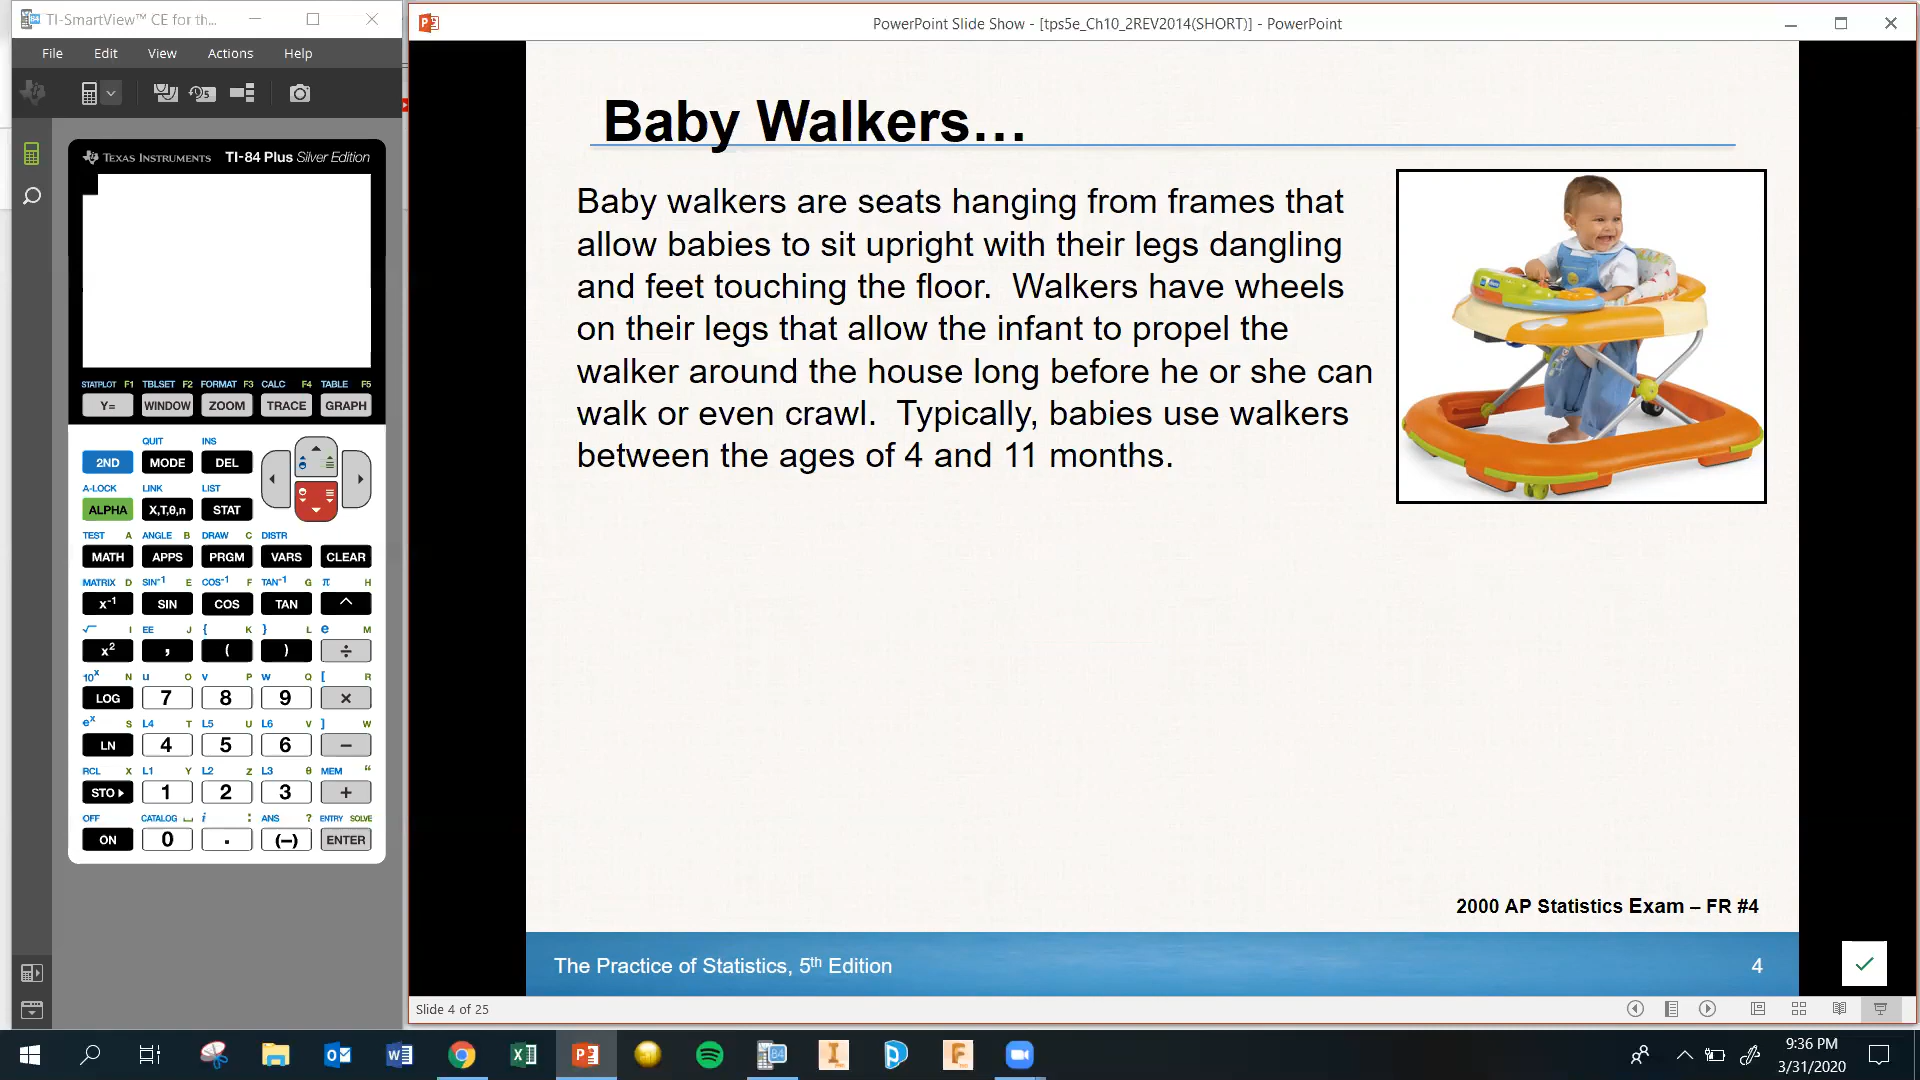 TI-SmartView™ CE for th...
File Edit View Actions Help
TEXAS INSTRUMENTS TI-84 Plus Silver Edition
STATPLOT F1 TBLSET F2 FORMAT F3 CALC F4 TABLE F5
Y= WINDOW ZOOM TRACE GRAPH
QUIT INS
2ND MODE DEL
A-LOCK LINK LIST
ALPHA X,T,θ,n STAT
TEST A ANGLE B DRAW C DISTR
MATH APPS PRGM VARS CLEAR
MATRIX D SIN⁻¹ E COS⁻¹ F TAN⁻¹ G π H
x⁻¹ SIN COS TAN ^
√ I EE J { K } L e M
x² , ( ) ÷
10ˣ N u O v P w Q [ R
LOG 7 8 9 ×
eˣ S L4 T L5 U L6 V ] W
LN 4 5 6 −
RCL X L1 Y L2 Z L3 θ MEM “
STO▸ 1 2 3 +
OFF CATALOG ⎵ i : ANS ? ENTRY SOLVE
ON 0 . (−) ENTER
PowerPoint Slide Show - [tps5e_Ch10_2REV2014(SHORT)] - PowerPoint
Baby Walkers…
Baby walkers are seats hanging from frames that
allow babies to sit upright with their legs dangling
and feet touching the floor. Walkers have wheels
on their legs that allow the infant to propel the
walker around the house long before he or she can
walk or even crawl. Typically, babies use walkers
between the ages of 4 and 11 months.
2000 AP Statistics Exam – FR #4
The Practice of Statistics, 5th Edition 4
Slide 4 of 25
9:36 PM
3/31/2020